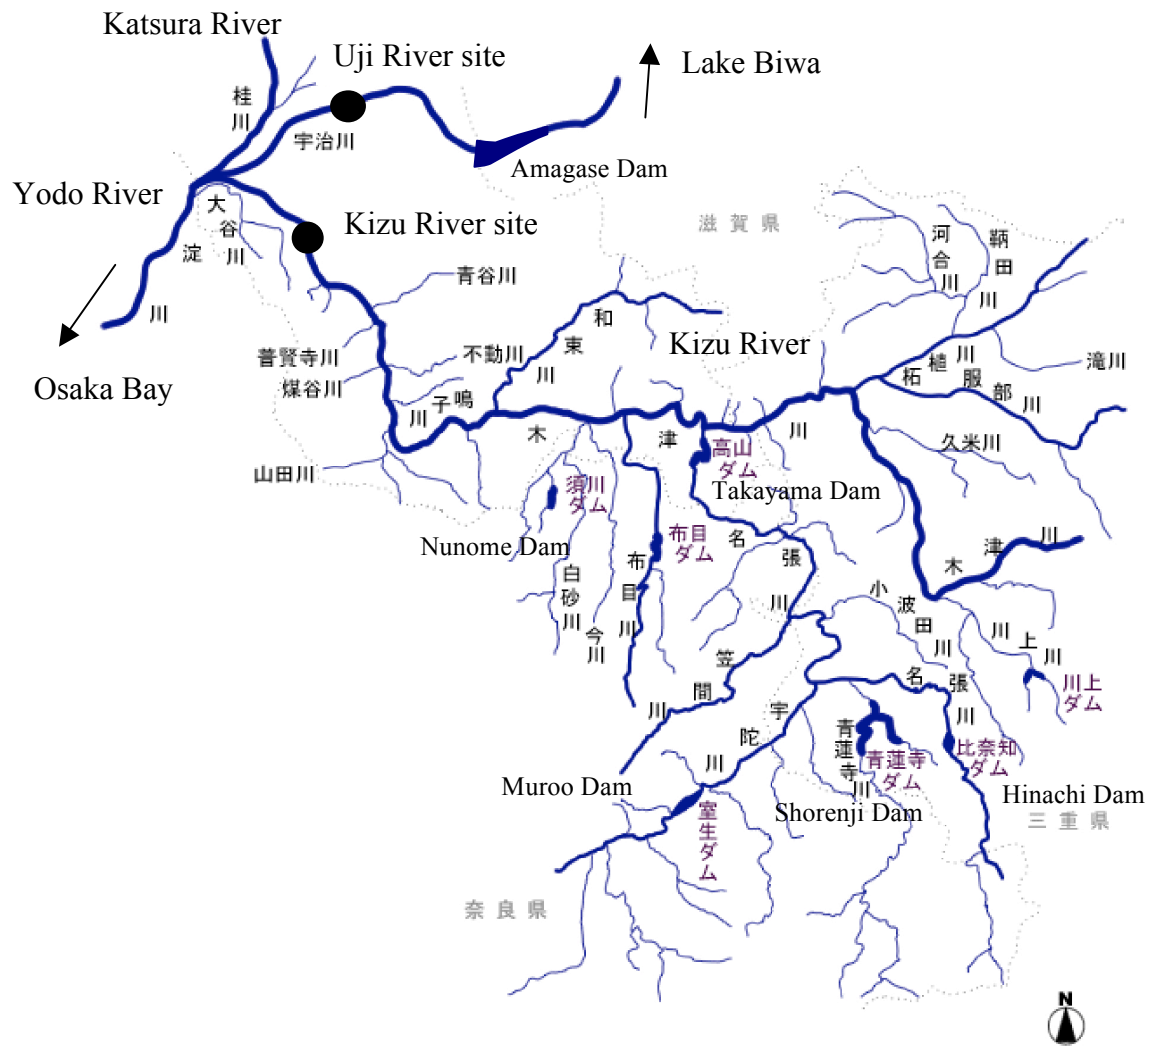 Katsura River
Uji River site
Lake Biwa
桂川
宇治川
Amagase Dam
Yodo River
大谷川
Kizu River site
滋賀県
淀川
河合川
鞆田川
青谷川
和束川
Kizu River
普賢寺川
不動川
煤谷川
Osaka Bay
柘植川
服部川
滝川
鳴子川
木津川
久米川
高山
ダム
山田川
須川
ダム
Takayama Dam
Nunome Dam
布目
ダム
名張川
木津川
白砂川
布目川
今川
小波田川
川上川
川上
ダム
笠間川
名張川
宇陀川
青蓮寺川
青蓮寺
ダム
比奈知
ダム
Muroo Dam
Shorenji Dam
Hinachi Dam
三重県
室生ダム
奈良県
N